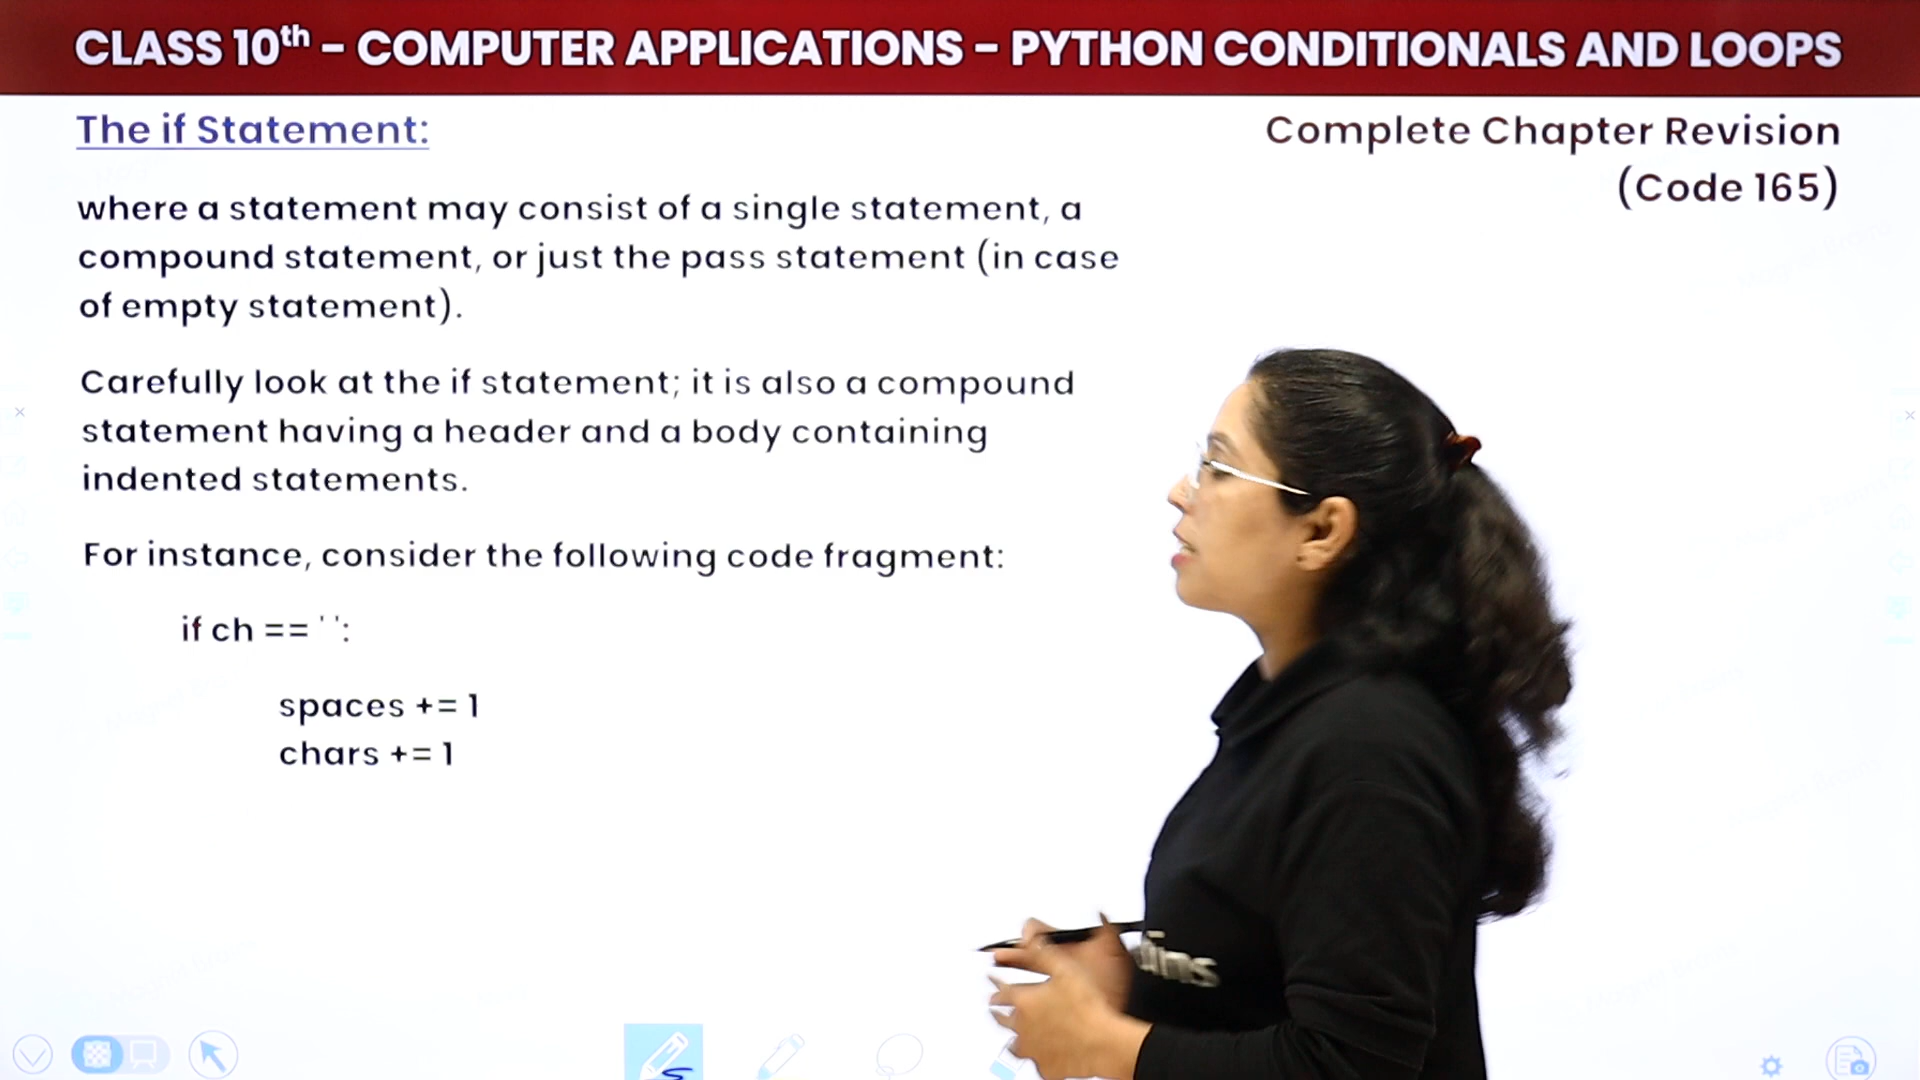 CLASS 10th – COMPUTER APPLICATIONS – PYTHON CONDITIONALS AND LOOPS
The if Statement:
Complete Chapter Revision
(Code 165)
where a statement may consist of a single statement, a
compound statement, or just the pass statement (in case
of empty statement).
Carefully look at the if statement; it is also a compound
statement having a header and a body containing
indented statements.
For instance, consider the following code fragment:
if ch == ' ':
spaces += 1
chars += 1